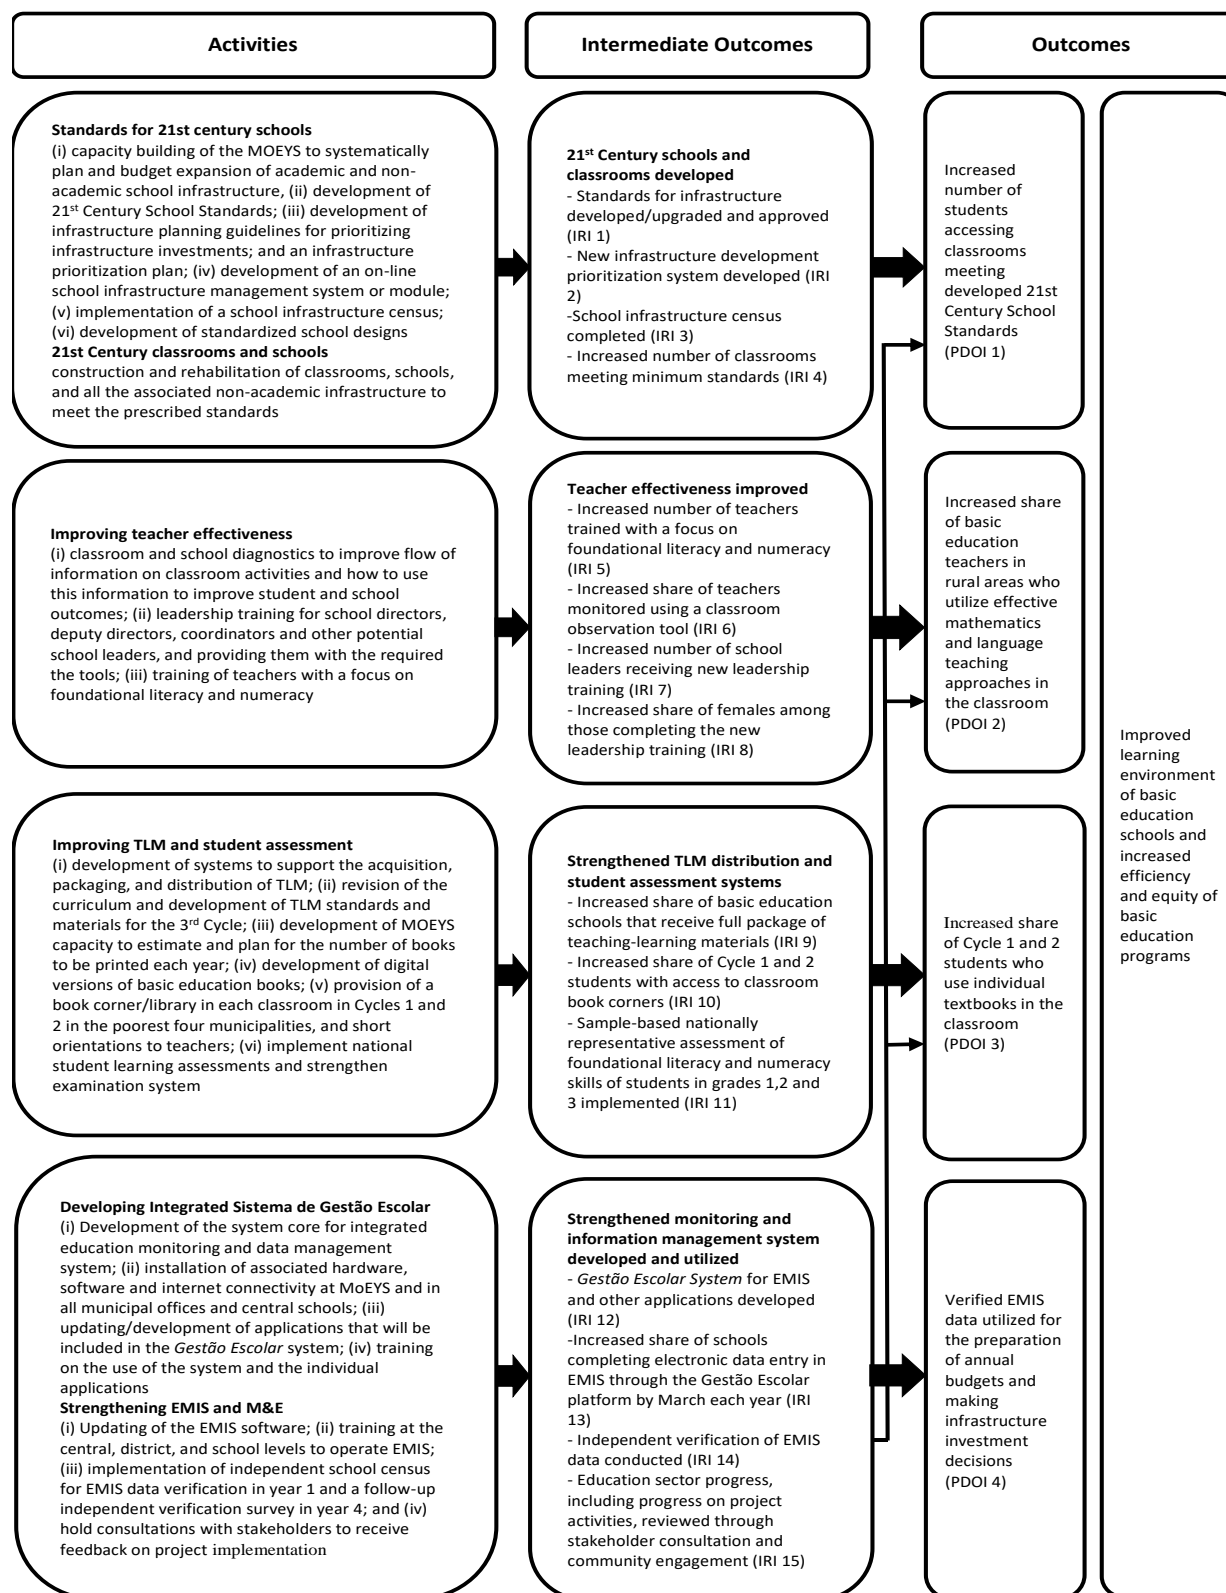 Activities
Intermediate Outcomes
Outcomes
Standards for 21st century schools
(i) capacity building of the MOEYS to systematically
plan and budget expansion of academic and non-
academic school infrastructure, (ii) development of
21st Century School Standards; (iii) development of
infrastructure planning guidelines for prioritizing
infrastructure investments; and an infrastructure
prioritization plan; (iv) development of an on-line
school infrastructure management system or module;
(v) implementation of a school infrastructure census;
(vi) development of standardized school designs
21st Century classrooms and schools
construction and rehabilitation of classrooms, schools,
and all the associated non-academic infrastructure to
meet the prescribed standards
21st Century schools and
classrooms developed
- Standards for infrastructure
developed/upgraded and approved
(IRI 1)
- New infrastructure development
prioritization system developed (IRI
2)
-School infrastructure census
completed (IRI 3)
- Increased number of classrooms
meeting minimum standards (IRI 4)
Increased
number of
students
accessing
classrooms
meeting
developed 21st
Century School
Standards
(PDOI 1)
Improving teacher effectiveness
(i) classroom and school diagnostics to improve flow of
information on classroom activities and how to use
this information to improve student and school
outcomes; (ii) leadership training for school directors,
deputy directors, coordinators and other potential
school leaders, and providing them with the required
the tools; (iii) training of teachers with a focus on
foundational literacy and numeracy
Teacher effectiveness improved
- Increased number of teachers
trained with a focus on
foundational literacy and numeracy
(IRI 5)
- Increased share of teachers
monitored using a classroom
observation tool (IRI 6)
- Increased number of school
leaders receiving new leadership
training (IRI 7)
- Increased share of females among
those completing the new
leadership training (IRI 8)
Increased share
of basic
education
teachers in
rural areas who
utilize effective
mathematics
and language
teaching
approaches in
the classroom
(PDOI 2)
Improving TLM and student assessment
(i) development of systems to support the acquisition,
packaging, and distribution of TLM; (ii) revision of the
curriculum and development of TLM standards and
materials for the 3rd Cycle; (iii) development of MOEYS
capacity to estimate and plan for the number of books
to be printed each year; (iv) development of digital
versions of basic education books; (v) provision of a
book corner/library in each classroom in Cycles 1 and
2 in the poorest four municipalities, and short
orientations to teachers; (vi) implement national
student learning assessments and strengthen
examination system
Strengthened TLM distribution and
student assessment systems
- Increased share of basic education
schools that receive full package of
teaching-learning materials (IRI 9)
- Increased share of Cycle 1 and 2
students with access to classroom
book corners (IRI 10)
- Sample-based nationally
representative assessment of
foundational literacy and numeracy
skills of students in grades 1,2 and
3 implemented (IRI 11)
Increased share
of Cycle 1 and 2
students who
use individual
textbooks in the
classroom
(PDOI 3)
Developing Integrated Sistema de Gestão Escolar
(i) Development of the system core for integrated
education monitoring and data management
system; (ii) installation of associated hardware,
software and internet connectivity at MoEYS and in
all municipal offices and central schools; (iii)
updating/development of applications that will be
included in the Gestão Escolar system; (iv) training
on the use of the system and the individual
applications
Strengthening EMIS and M&E
(i) Updating of the EMIS software; (ii) training at the
central, district, and school levels to operate EMIS;
(iii) implementation of independent school census
for EMIS data verification in year 1 and a follow-up
independent verification survey in year 4; and (iv)
hold consultations with stakeholders to receive
feedback on project implementation
Strengthened monitoring and
information management system
developed and utilized
- Gestão Escolar System for EMIS
and other applications developed
(IRI 12)
-Increased share of schools
completing electronic data entry in
EMIS through the Gestão Escolar
platform by March each year (IRI
13)
- Independent verification of EMIS
data conducted (IRI 14)
- Education sector progress,
including progress on project
activities, reviewed through
stakeholder consultation and
community engagement (IRI 15)
Verified EMIS
data utilized for
the preparation
of annual
budgets and
making
infrastructure
investment
decisions
(PDOI 4)
Improved
learning
environment
of basic
education
schools and
increased
efficiency
and equity of
basic
education
programs